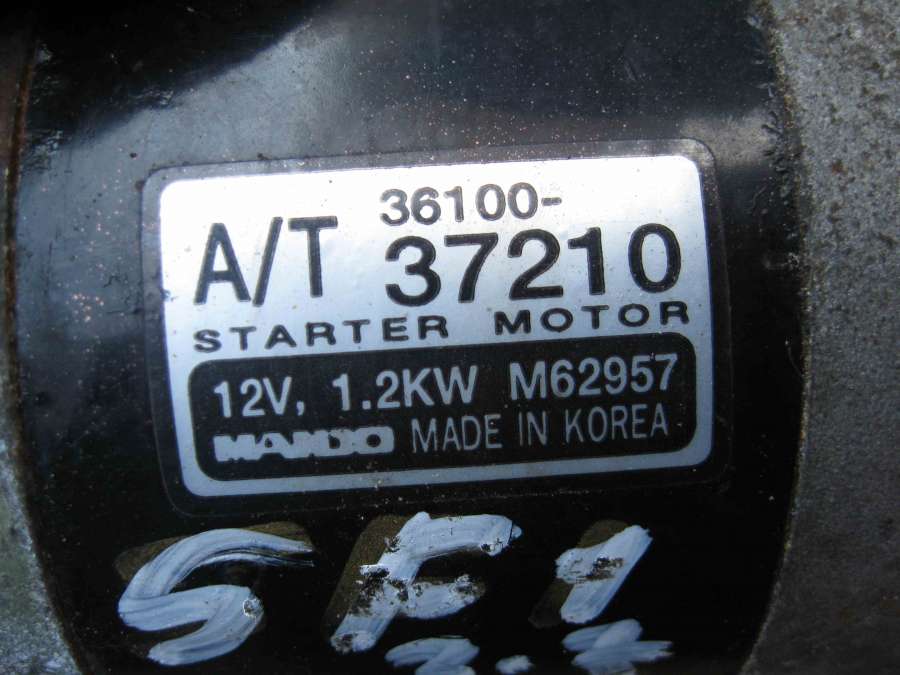 36100-
A/T 37210
STARTER MOTOR
12V, 1.2KW M62957
MANDO MADE IN KOREA
SF1